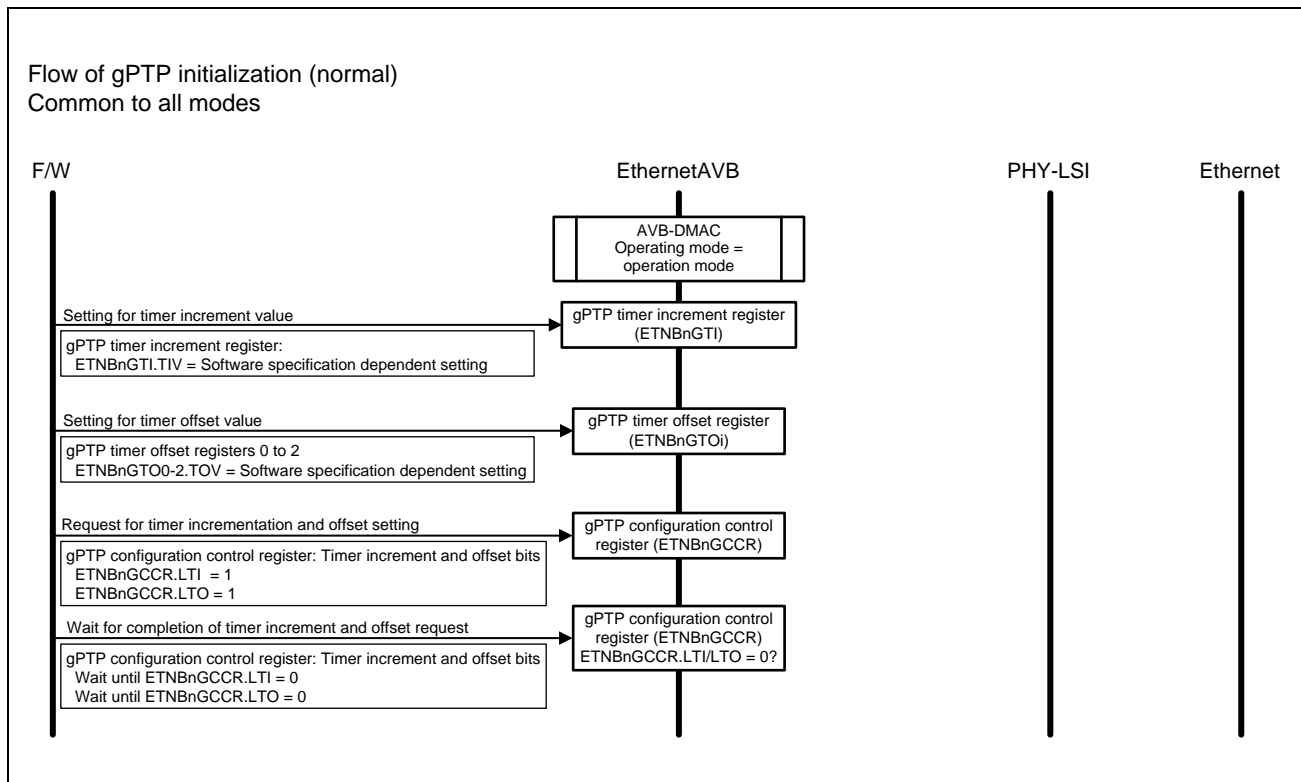 Flow of gPTP initialization (normal)
Common to all modes
F/W
EthernetAVB
PHY-LSI
Ethernet
AVB-DMAC
Operating mode =
operation mode
Setting for timer increment value
gPTP timer increment register:
ETNBnGTI.TIV = Software specification dependent setting
gPTP timer increment register
(ETNBnGTI)
Setting for timer offset value
gPTP timer offset registers 0 to 2
ETNBnGTO0-2.TOV = Software specification dependent setting
gPTP timer offset register
(ETNBnGTOi)
Request for timer incrementation and offset setting
gPTP configuration control register: Timer increment and offset bits
ETNBnGCCR.LTI = 1
ETNBnGCCR.LTO = 1
gPTP configuration control
register (ETNBnGCCR)
Wait for completion of timer increment and offset request
gPTP configuration control register: Timer increment and offset bits
Wait until ETNBnGCCR.LTI = 0
Wait until ETNBnGCCR.LTO = 0
gPTP configuration control
register (ETNBnGCCR)
ETNBnGCCR.LTI/LTO = 0?